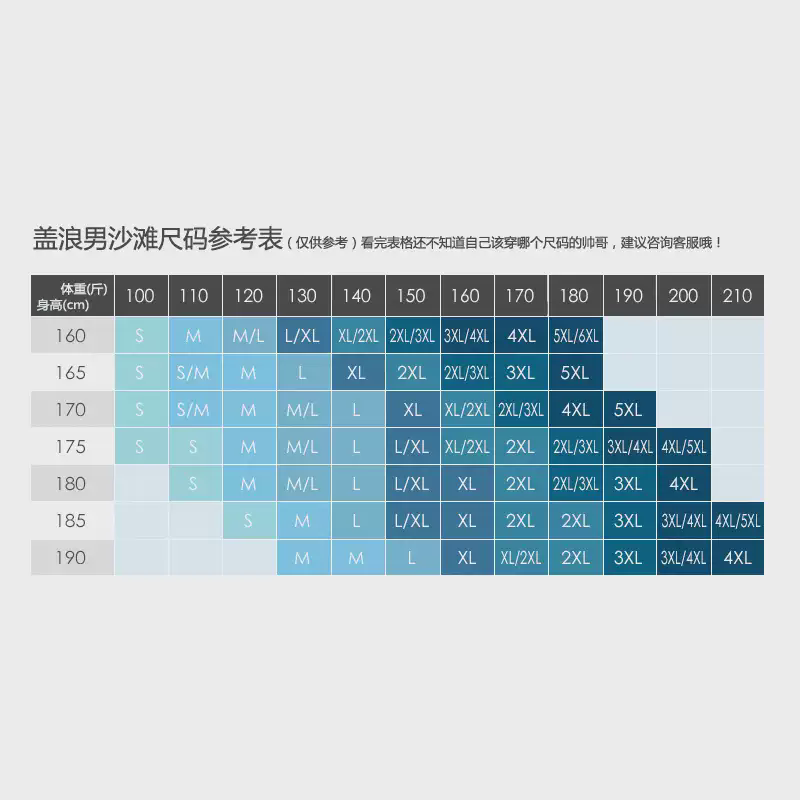 盖浪男沙滩尺码参考表（仅供参考）看完表格还不知道自己该穿哪个尺码的帅哥，建议咨询客服哦！
体重(斤)
身高(cm) 100 110 120 130 140 150 160 170 180 190 200 210
160 S M M/L L/XL XL/2XL 2XL/3XL 3XL/4XL 4XL 5XL/6XL
165 S S/M M L XL 2XL 2XL/3XL 3XL 5XL
170 S S/M M M/L L XL XL/2XL 2XL/3XL 4XL 5XL
175 S S M M/L L L/XL XL/2XL 2XL 2XL/3XL 3XL/4XL 4XL/5XL
180 S M M/L L L/XL XL 2XL 2XL/3XL 3XL 4XL
185 S M L L/XL XL 2XL 2XL 3XL 3XL/4XL 4XL/5XL
190 M M L XL XL/2XL 2XL 3XL 3XL/4XL 4XL